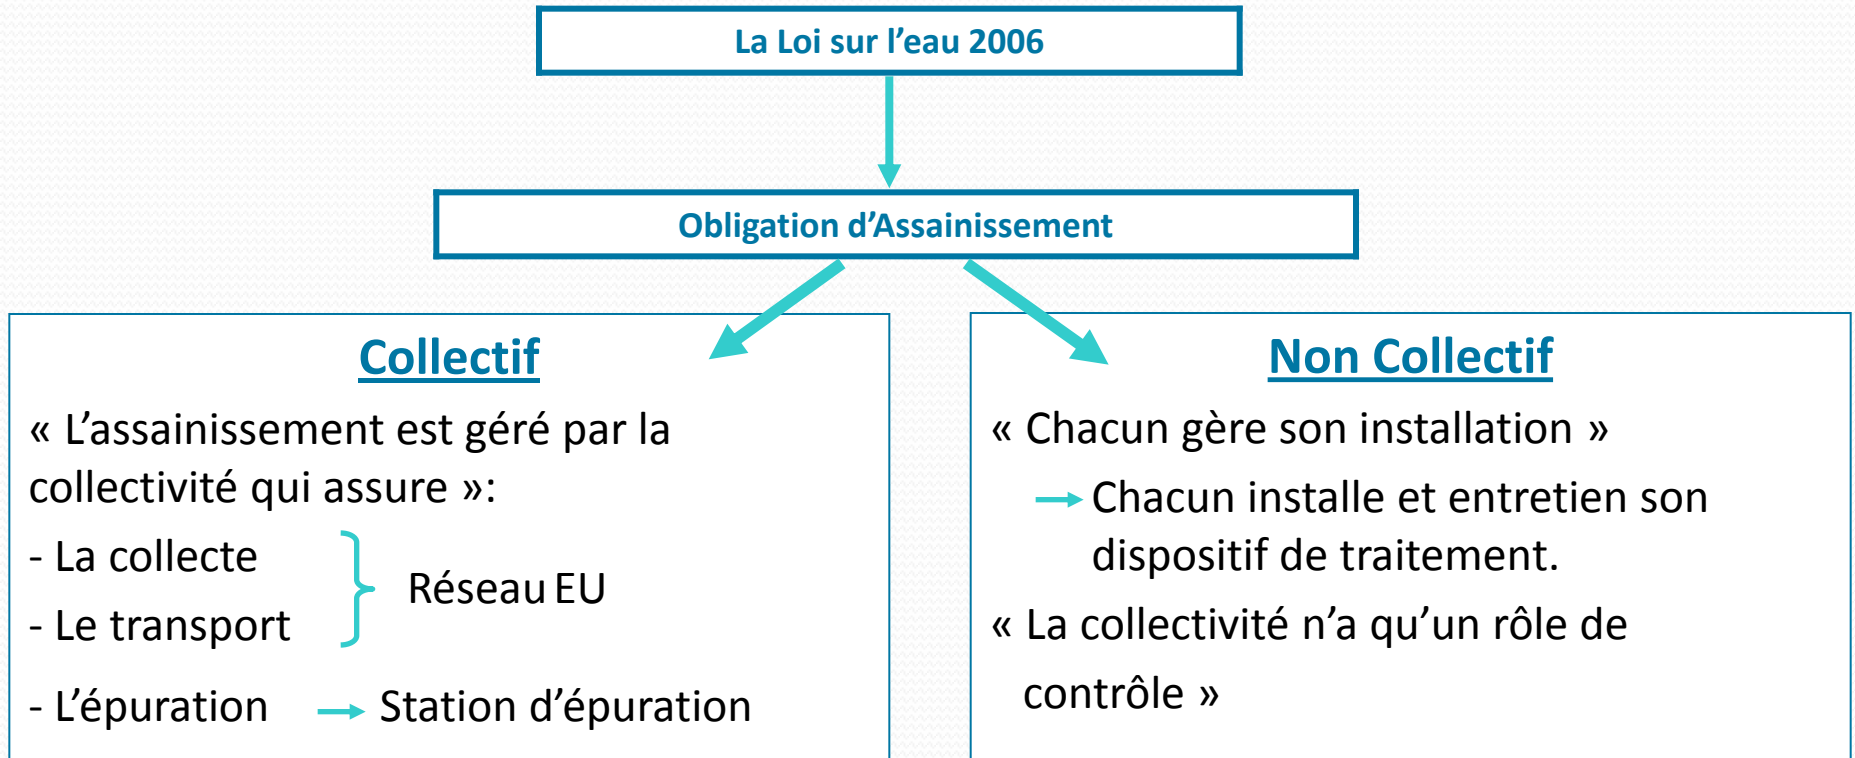 La Loi sur l’eau 2006
Obligation d’Assainissement
Collectif
« L’assainissement est géré par la
collectivité qui assure »:
- La collecte
- Le transport
Réseau EU
- L’épuration
Station d’épuration
Non Collectif
« Chacun gère son installation »
Chacun installe et entretien son
dispositif de traitement.
« La collectivité n’a qu’un rôle de
contrôle »